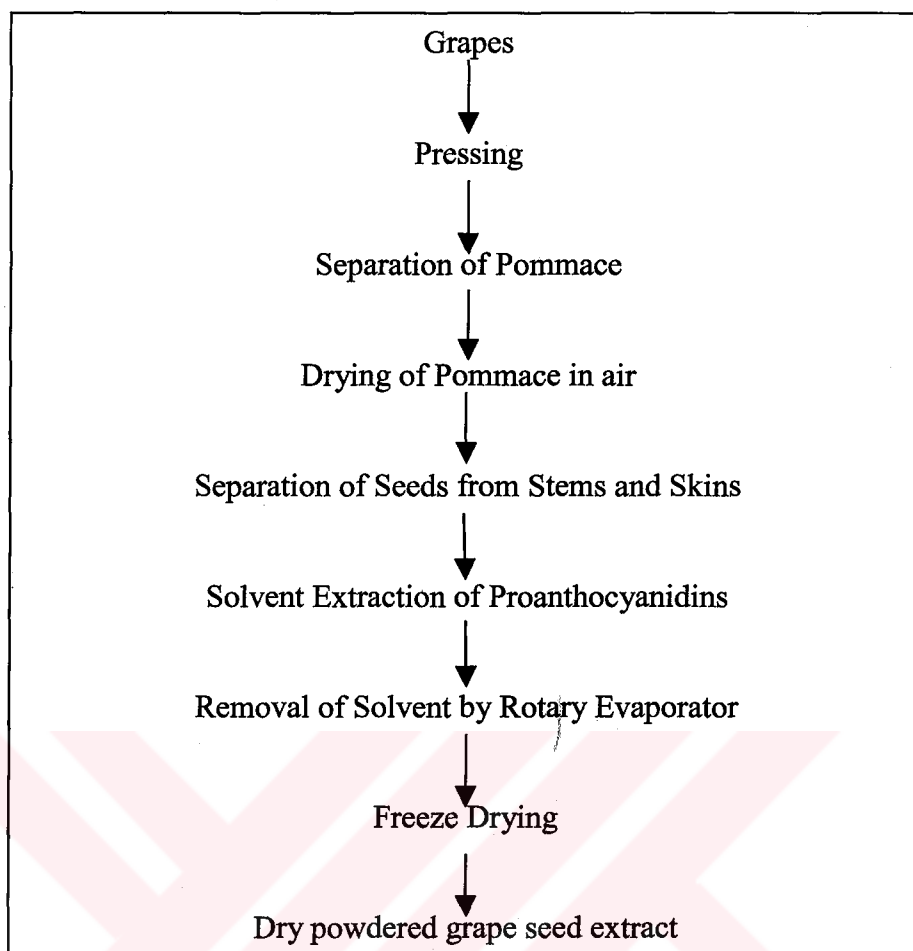 Grapes
Pressing
Separation of Pommace
Drying of Pommace in air
Separation of Seeds from Stems and Skins
Solvent Extraction of Proanthocyanidins
Removal of Solvent by Rotary Evaporator
Freeze Drying
Dry powdered grape seed extract